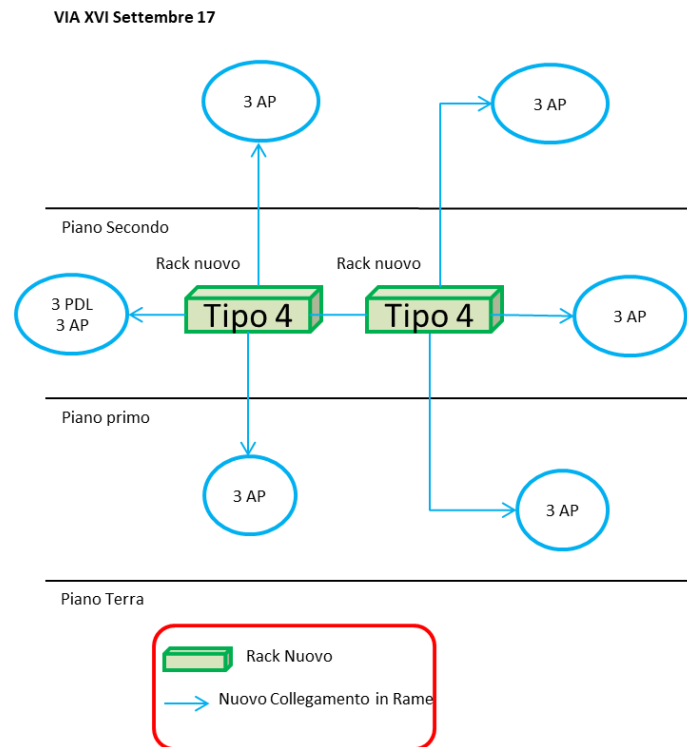 VIA XVI Settembre 17
3 AP
3 AP
Piano Secondo
Rack nuovo
Rack nuovo
3 PDL
3 AP
Tipo 4
Tipo 4
3 AP
Piano primo
3 AP
3 AP
Piano Terra
Rack Nuovo
Nuovo Collegamento in Rame